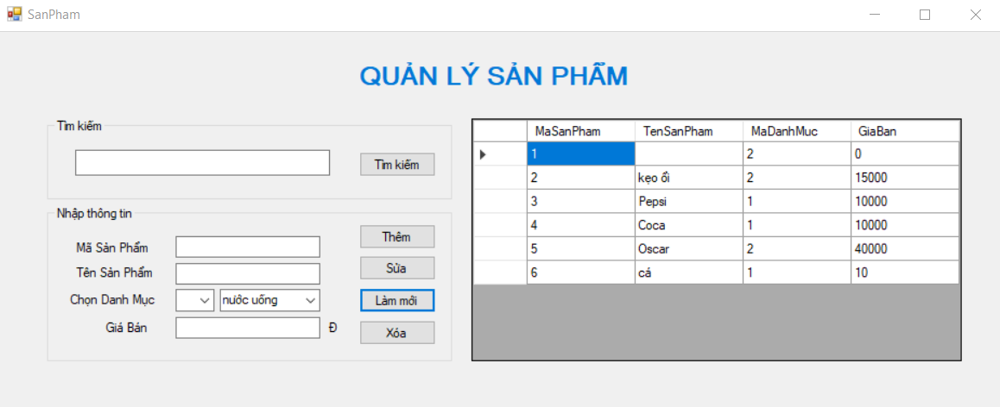 SanPham
QUẢN LÝ SẢN PHẨM
Tìm kiếm
Tìm kiếm
Nhập thông tin
Mã Sản Phẩm
Tên Sản Phẩm
Chọn Danh Mục nước uống
Giá Bán Đ
Thêm
Sửa
Làm mới
Xóa
MaSanPham TenSanPham MaDanhMuc GiaBan
1 2 0
2 kẹo ổi 2 15000
3 Pepsi 1 10000
4 Coca 1 10000
5 Oscar 2 40000
6 cá 1 10